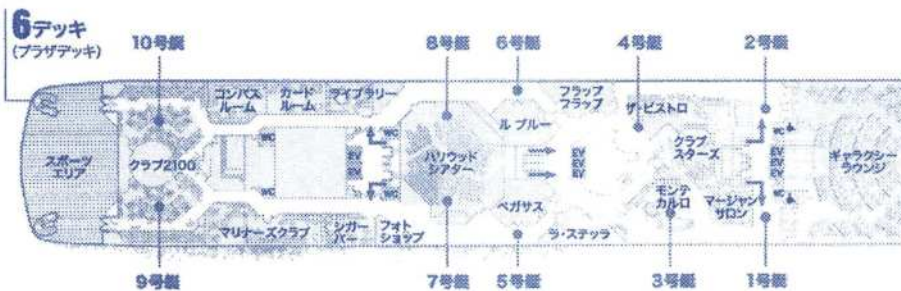 6デッキ
(プラザデッキ)
10号艇
8号艇
6号艇
4号艇
2号艇
コンパス
ルーム
カード
ルーム
ライブラリー
フラップ
フラップ
ザ・ビストロ
ル ブルー
WC
WC
WC
スポーツ
エリア
クラブ2100
EV
EV
ハリウッド
シアター
EV
EV
EV
クラブ
スターズ
EV
EV
EV
ギャラクシー
ラウンジ
WC
WC
WC
ペガサス
モンテ
カルロ
マージャン
サロン
マリナーズクラブ
シガー
バー
フォト
ショップ
ラ・ステッラ
9号艇
7号艇
5号艇
3号艇
1号艇